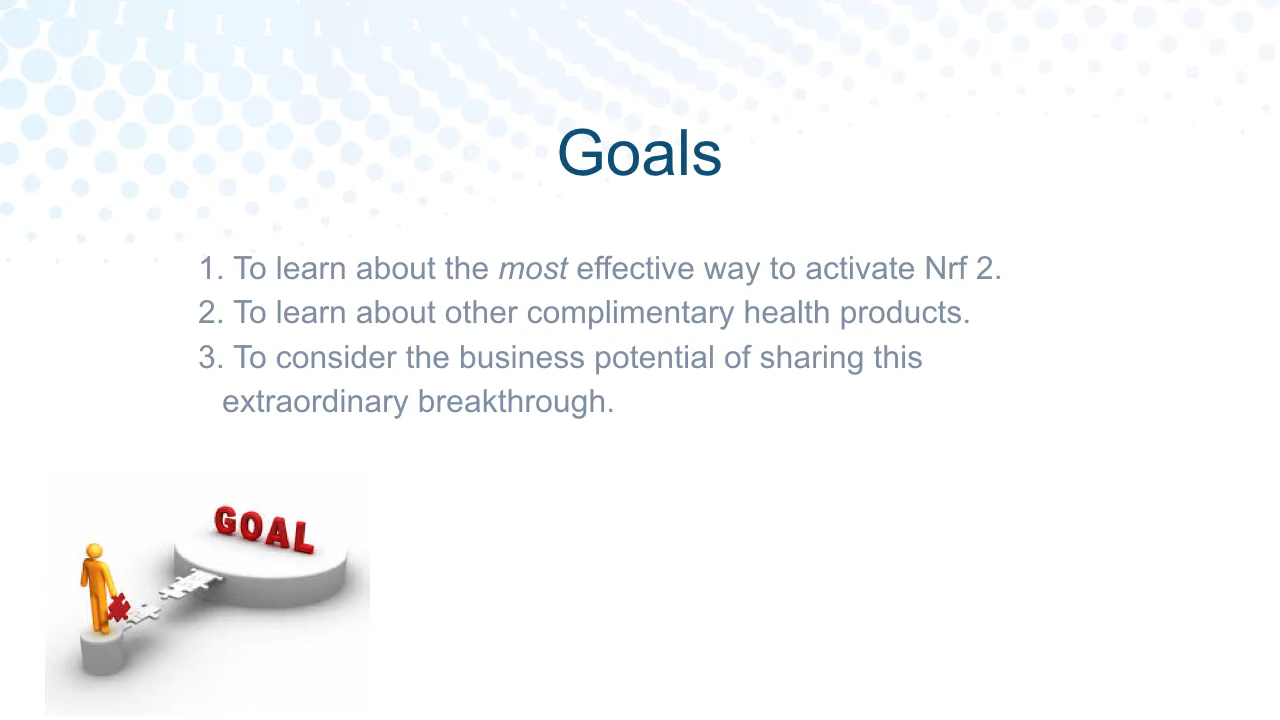 Goals
1. To learn about the most effective way to activate Nrf 2.
2. To learn about other complimentary health products.
3. To consider the business potential of sharing this
extraordinary breakthrough.
GOAL